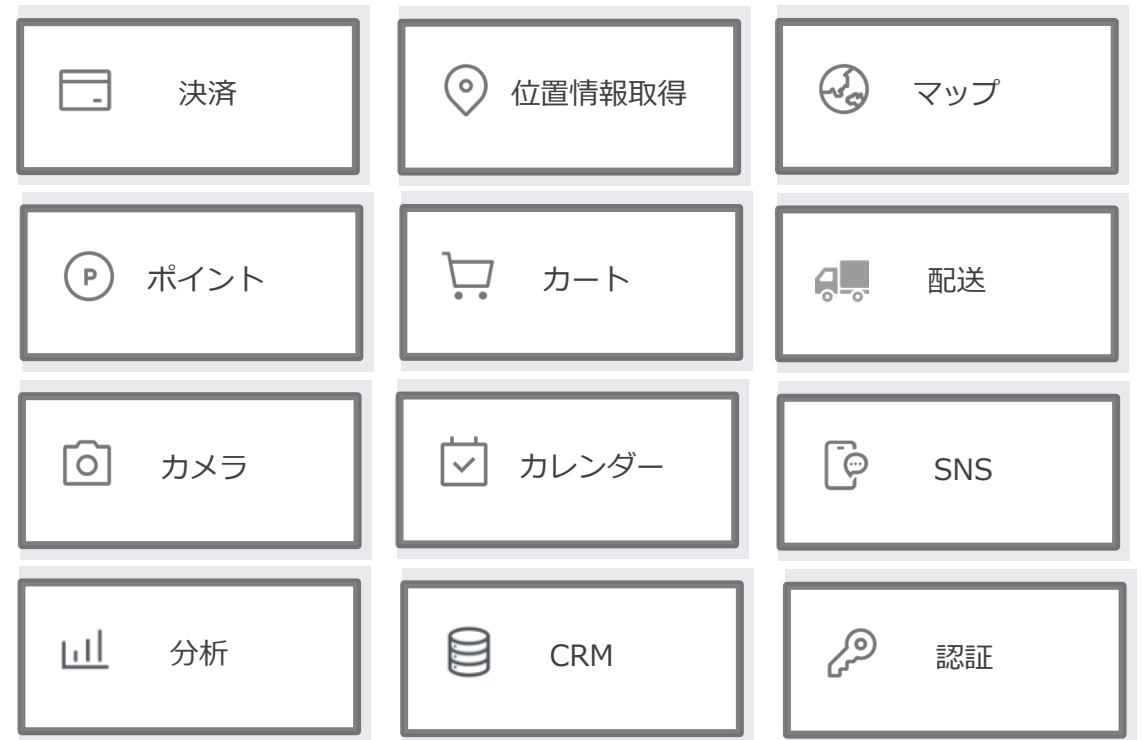 決済
位置情報取得
マップ
P
ポイント
カート
配送
カメラ
カレンダー
SNS
分析
CRM
認証